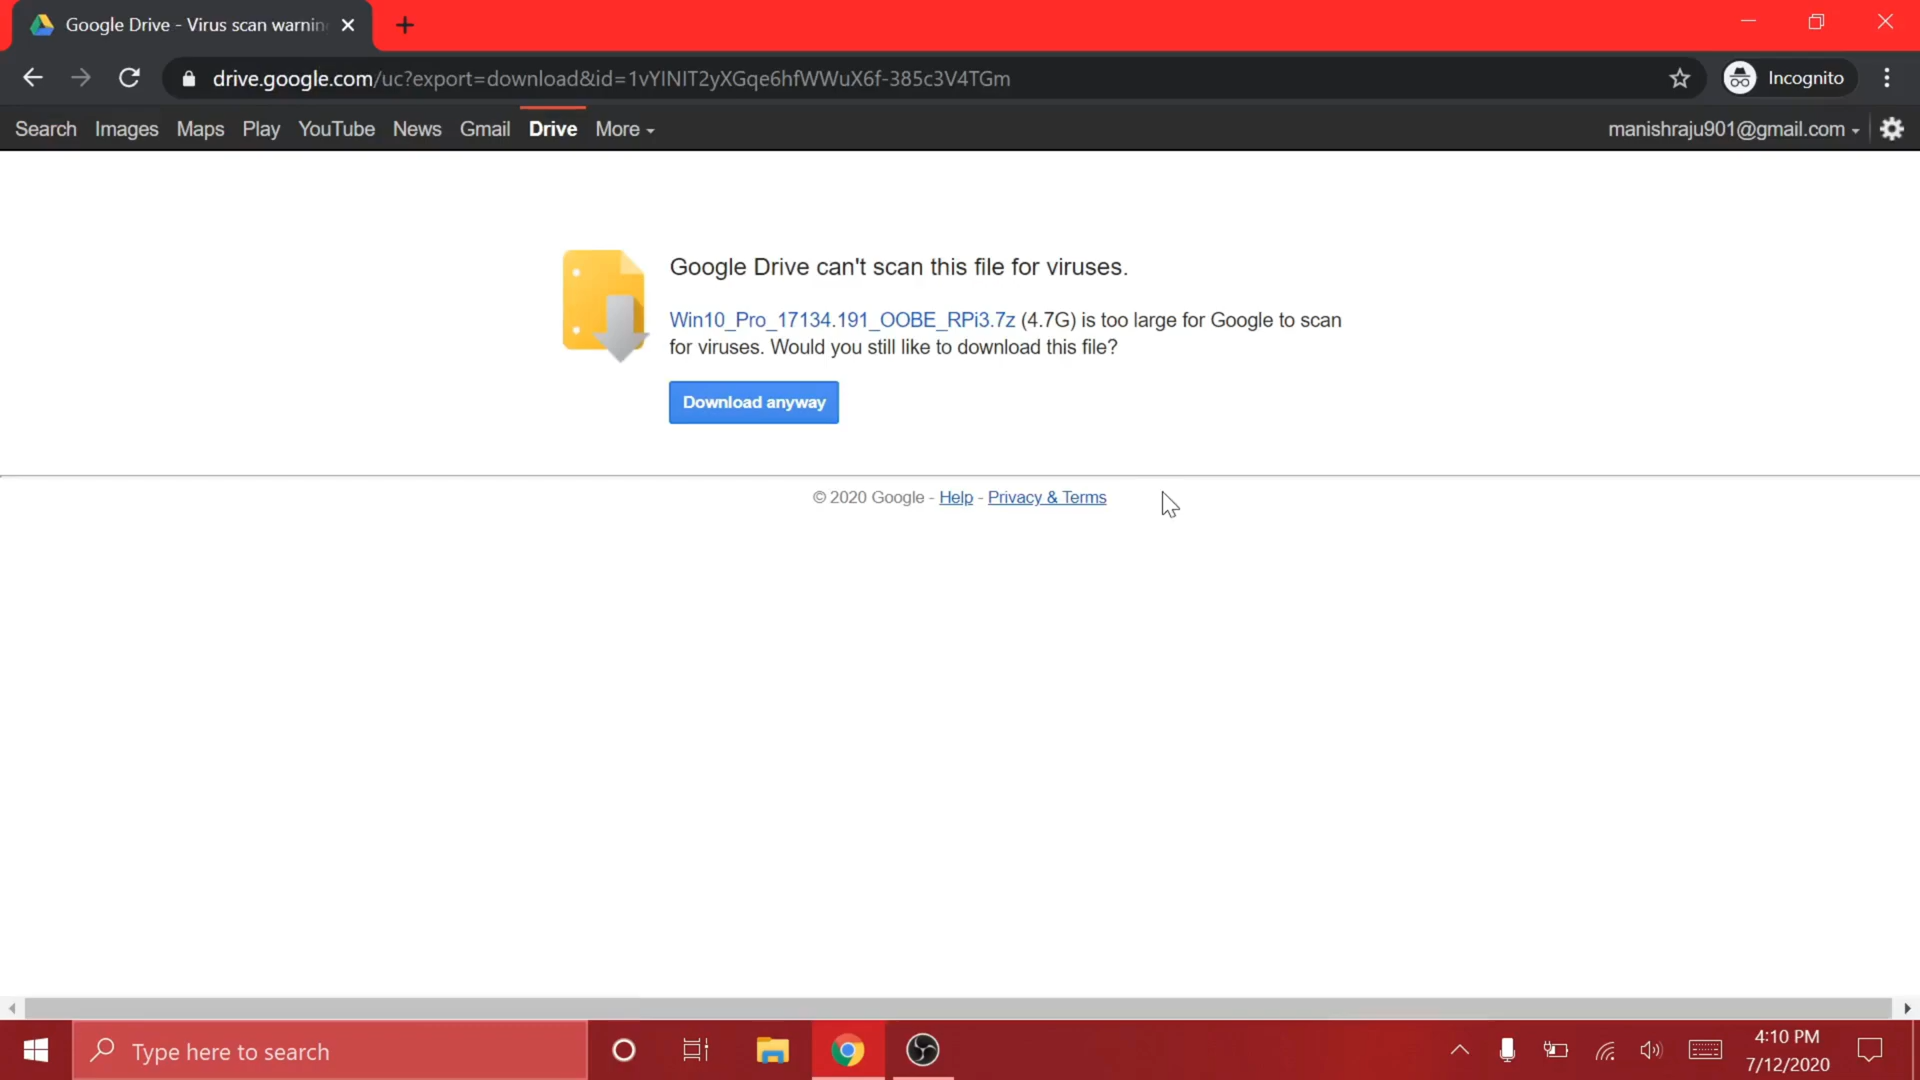 Google Drive - Virus scan warnin
drive.google.com/uc?export=download&id=1vYlNIT2yXGqe6hfWWuX6f-385c3V4TGm
Incognito
Search Images Maps Play YouTube News Gmail Drive More
manishraju901@gmail.com
Google Drive can't scan this file for viruses.
Win10_Pro_17134.191_OOBE_RPi3.7z (4.7G) is too large for Google to scan
for viruses. Would you still like to download this file?
Download anyway
© 2020 Google - Help - Privacy & Terms
Type here to search
4:10 PM
7/12/2020